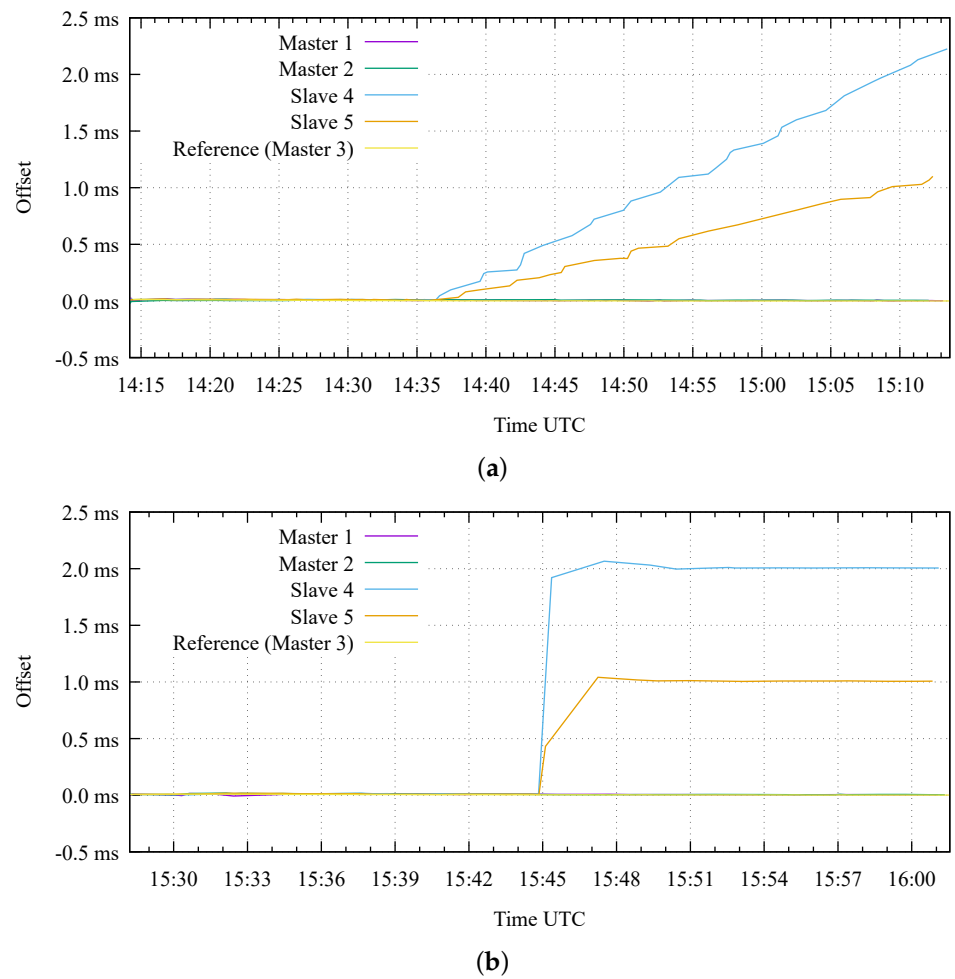 2.5 ms
Master 1
Master 2
2.0 ms
Slave 4
Slave 5
1.5 ms
Reference (Master 3)
1.0 ms
Offset
0.5 ms
0.0 ms
-0.5 ms
14:15 14:20 14:25 14:30 14:35 14:40 14:45 14:50 14:55 15:00 15:05 15:10
Time UTC
(a)
2.5 ms
Master 1
Master 2
2.0 ms
Slave 4
Slave 5
1.5 ms
Reference (Master 3)
1.0 ms
Offset
0.5 ms
0.0 ms
-0.5 ms
15:30 15:33 15:36 15:39 15:42 15:45 15:48 15:51 15:54 15:57 16:00
Time UTC
(b)